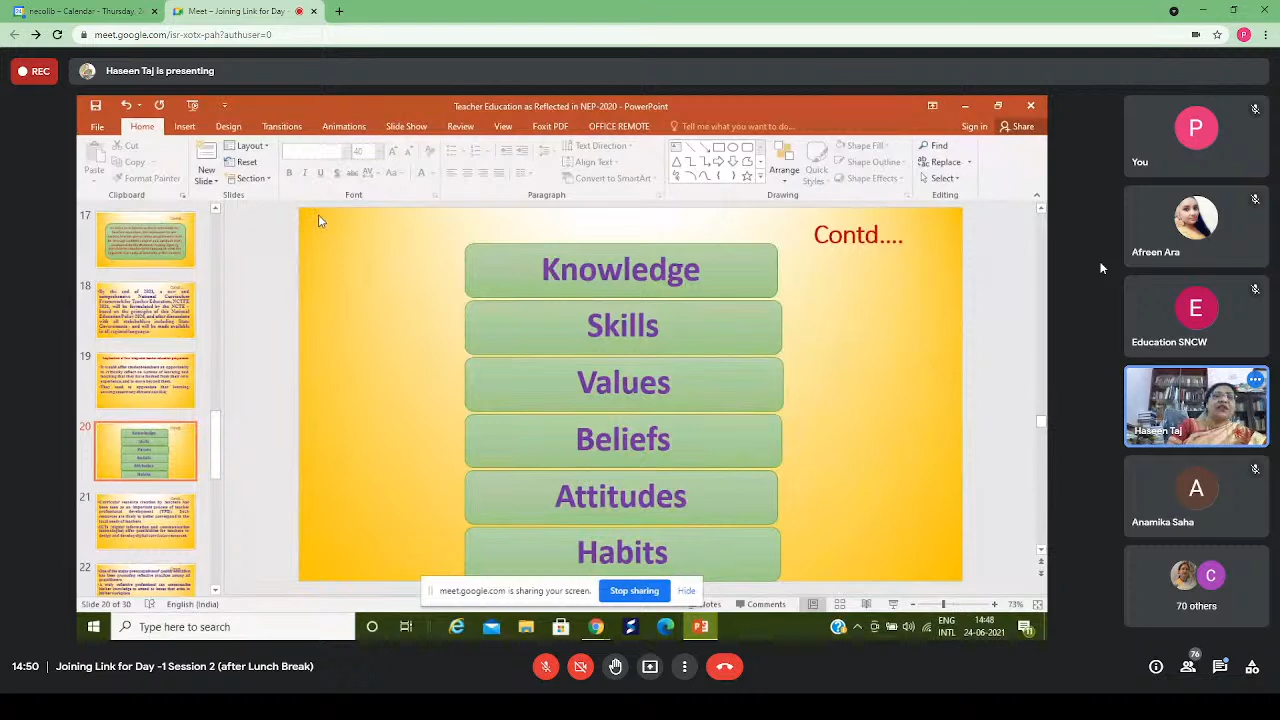 necolib – Calendar - Thursday, 2
Meet – Joining Link for Day -
meet.google.com/isr-xotx-pah?authuser=0
P
REC
Haseen Taj is presenting
Teacher Education as Reflected in NEP-2020 - PowerPoint
File Home Insert Design Transitions Animations Slide Show Review View Foxit PDF OFFICE REMOTE Tell me what you want to do... Sign in Share
Cut
Copy
Format Painter
Paste
Clipboard
New
Slide
Layout
Reset
Section
Slides
40
B I U S abc AV Aa A
Font
Text Direction
Align Text
Convert to SmartArt
Paragraph
Arrange
Quick
Styles
Shape Fill
Shape Outline
Shape Effects
Drawing
Find
Replace
Select
Editing
17
18
19
20
21
22
Contd....
Knowledge
Skills
Values
Beliefs
Attitudes
Habits
meet.google.com is sharing your screen.
Stop sharing
Hide
Slide 20 of 30
English (India)
Notes
Comments
73%
Type here to search
ENG
INTL
14:48
24-06-2021
11
P
You
Afreen Ara
E
Education SNCW
Haseen Taj
A
Anamika Saha
C
70 others
14:50 | Joining Link for Day -1 Session 2 (after Lunch Break)
76